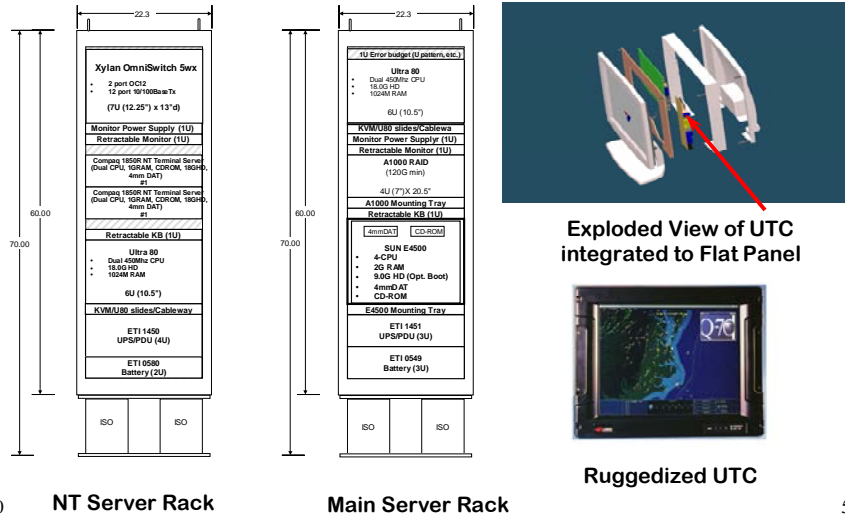 22.3
Xylan OmniSwitch 5wx
• 2 port OC12
• 12 port 10/100BaseTx
(7U (12.25") x 13"d)
Monitor Power Supply (1U)
Retractable Monitor (1U)
Compaq 1850R NT Terminal Server
(Dual CPU, 1GRAM, CDROM, 18GHD,
4mm DAT)
#1
Compaq 1850R NT Terminal Server
(Dual CPU, 1GRAM, CDROM, 18GHD,
4mm DAT)
#1
Retractable KB (1U)
Ultra 80
• Dual 450Mhz CPU
• 18.0G HD
• 1024M RAM
6U (10.5")
KVM/U80 slides/Cableway
ETI 1450
UPS/PDU (4U)
ETI 0580
Battery (2U)
60.00
70.00
ISO
ISO
NT Server Rack
22.3
1U Error budget (U pattern, etc.)
Ultra 80
• Dual 450Mhz CPU
• 18.0G HD
• 1024M RAM
6U (10.5")
KVM/U80 slides/Cablewa
Monitor Power Supplyr (1U)
Retractable Monitor (1U)
A1000 RAID
(120G min)
4U (7")X 20.5"
A1000 Mounting Tray
Retractable KB (1U)
4mmDAT
CD-ROM
SUN E4500
• 4-CPU
• 2G RAM
• 9.0G HD (Opt. Boot)
• 4mmDAT
• CD-ROM
E4500 Mounting Tray
ETI 1451
UPS/PDU (3U)
ETI 0549
Battery (3U)
60.00
70.00
ISO
ISO
Main Server Rack
Exploded View of UTC
integrated to Flat Panel
Q-70
Ruggedized UTC